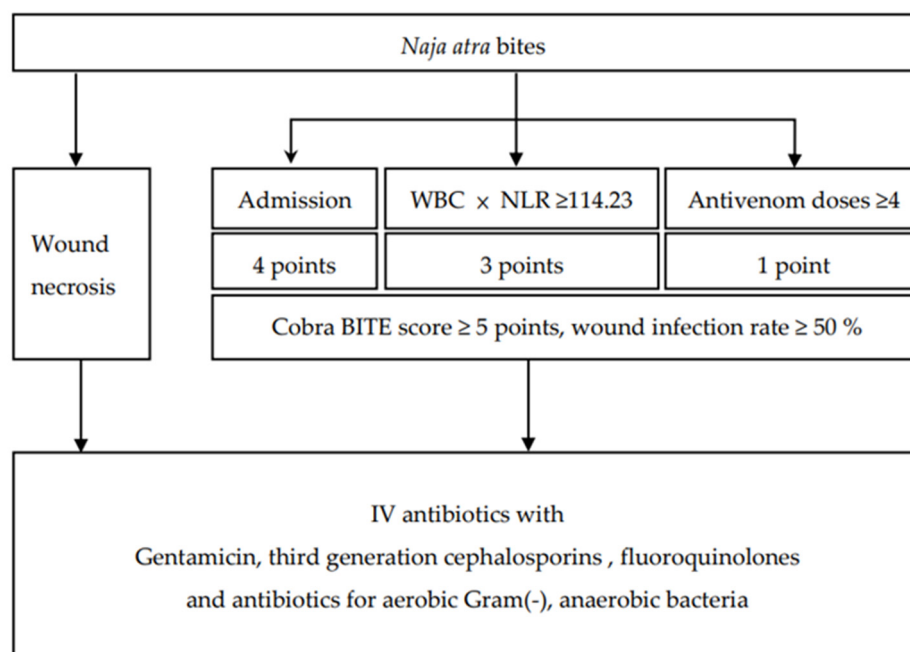 Naja atra bites
Wound
necrosis
Admission
WBC × NLR ≥114.23
Antivenom doses ≥4
4 points
3 points
1 point
Cobra BITE score ≥ 5 points, wound infection rate ≥ 50 %
IV antibiotics with
Gentamicin, third generation cephalosporins , fluoroquinolones
and antibiotics for aerobic Gram(-), anaerobic bacteria